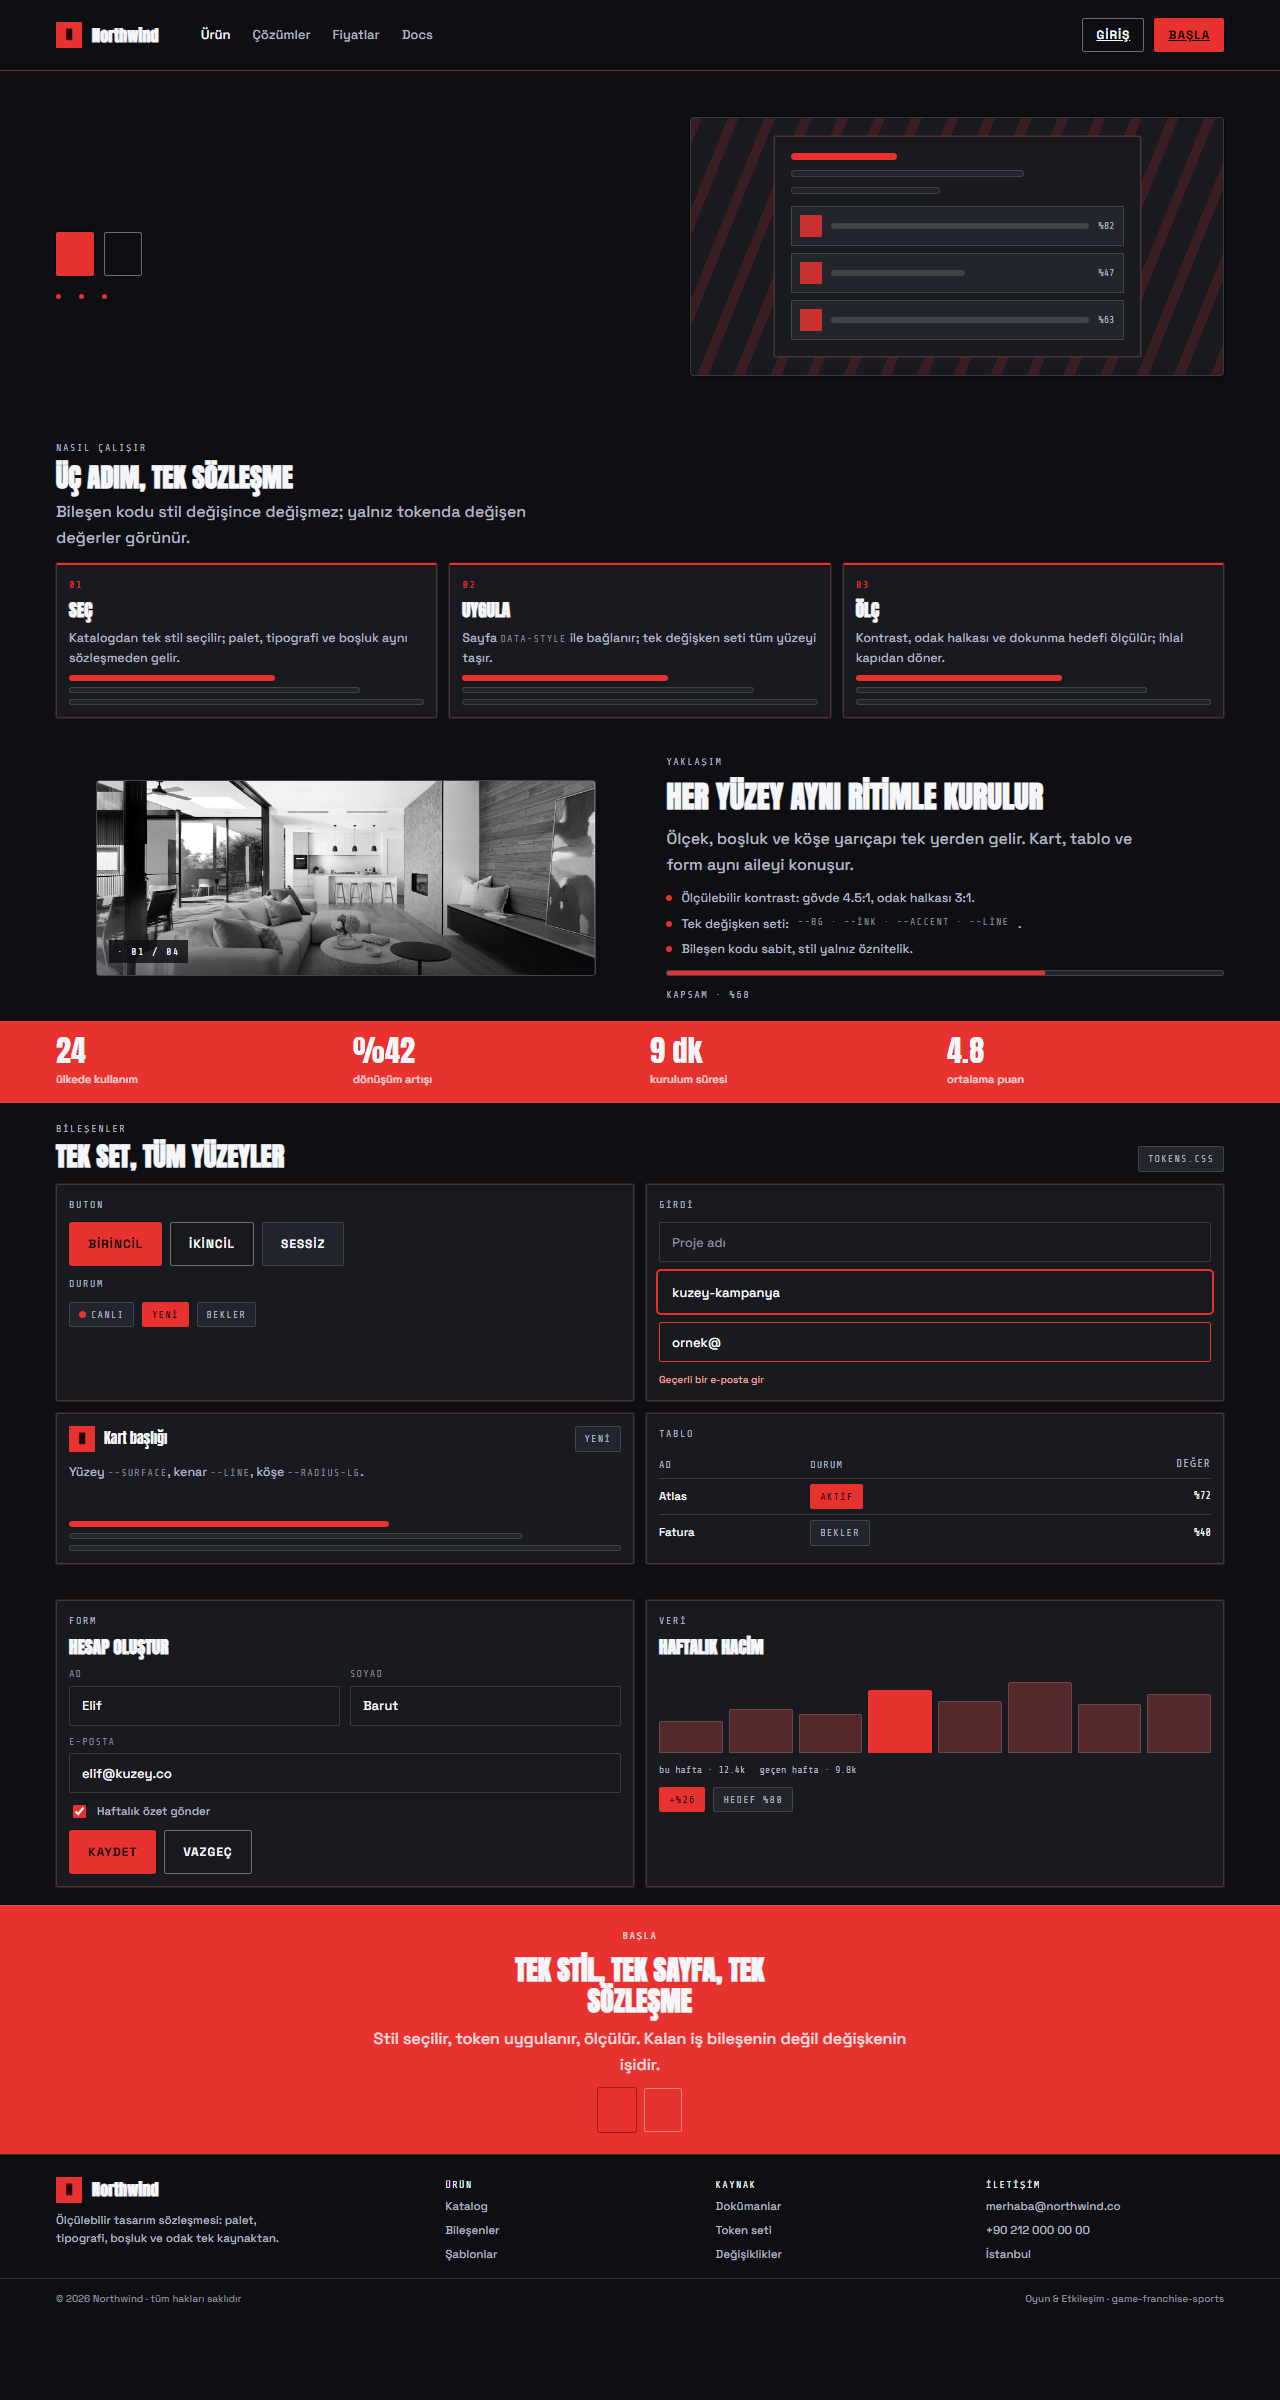 Northwind
Ürün
Çözümler
Fiyatlar
Docs
GİRİŞ
BAŞLA
%82
%47
%63
NASIL ÇALIŞIR
ÜÇ ADIM, TEK SÖZLEŞME
Bileşen kodu stil değişince değişmez; yalnız tokenda değişen
değerler görünür.
01
SEÇ
Katalogdan tek stil seçilir; palet, tipografi ve boşluk aynı
sözleşmeden gelir.
02
UYGULA
Sayfa DATA-STYLE ile bağlanır; tek değişken seti tüm yüzeyi
taşır.
03
ÖLÇ
Kontrast, odak halkası ve dokunma hedefi ölçülür; ihlal
kapıdan döner.
· 01 / 04
YAKLAŞIM
HER YÜZEY AYNI RİTİMLE KURULUR
Ölçek, boşluk ve köşe yarıçapı tek yerden gelir. Kart, tablo ve
form aynı aileyi konuşur.
Ölçülebilir kontrast: gövde 4.5:1, odak halkası 3:1.
Tek değişken seti: --BG · --İNK · --ACCENT · --LİNE .
Bileşen kodu sabit, stil yalnız öznitelik.
KAPSAM · %68
24
ülkede kullanım
%42
dönüşüm artışı
9 dk
kurulum süresi
4.8
ortalama puan
BİLEŞENLER
TEK SET, TÜM YÜZEYLER
TOKENS.CSS
BUTON
BİRİNCİL
İKİNCİL
SESSİZ
DURUM
CANLI
YENİ
BEKLER
GİRDİ
Proje adı
kuzey-kampanya
ornek@
Geçerli bir e-posta gir
Kart başlığı
YENİ
Yüzey --SURFACE, kenar --LİNE, köşe --RADİUS-LG.
TABLO
AD
DURUM
DEĞER
Atlas
AKTİF
%72
Fatura
BEKLER
%40
FORM
HESAP OLUŞTUR
AD
SOYAD
Elif
Barut
E-POSTA
elif@kuzey.co
Haftalık özet gönder
KAYDET
VAZGEÇ
VERİ
HAFTALIK HACİM
bu hafta · 12.4k geçen hafta · 9.8k
+%26
HEDEF %80
BAŞLA
TEK STİL, TEK SAYFA, TEK
SÖZLEŞME
Stil seçilir, token uygulanır, ölçülür. Kalan iş bileşenin değil değişkenin
işidir.
Northwind
Ölçülebilir tasarım sözleşmesi: palet,
tipografi, boşluk ve odak tek kaynaktan.
ÜRÜN
Katalog
Bileşenler
Şablonlar
KAYNAK
Dokümanlar
Token seti
Değişiklikler
İLETİŞİM
merhaba@northwind.co
+90 212 000 00 00
İstanbul
© 2026 Northwind · tüm hakları saklıdır
Oyun & Etkileşim · game-franchise-sports